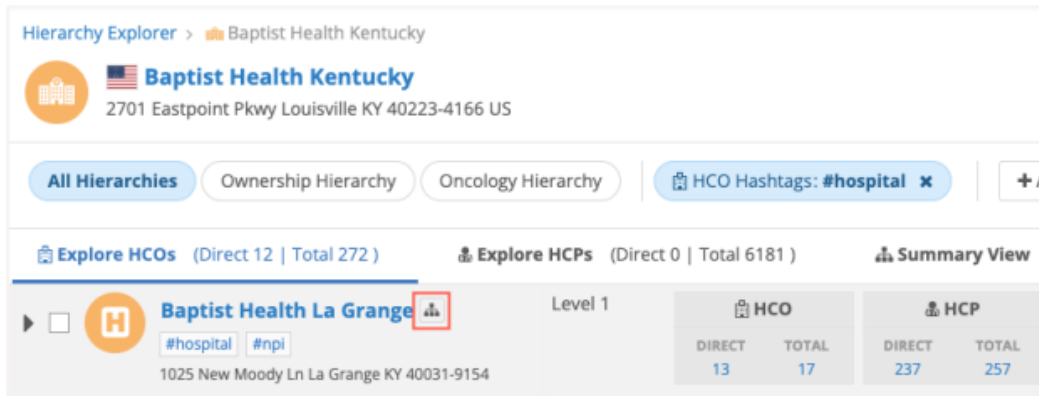 Hierarchy Explorer > Baptist Health Kentucky
Baptist Health Kentucky
2701 Eastpoint Pkwy Louisville KY 40223-4166 US
All Hierarchies Ownership Hierarchy Oncology Hierarchy HCO Hashtags: #hospital ×
Explore HCOs (Direct 12 | Total 272 ) Explore HCPs (Direct 0 | Total 6181 ) Summary View
Baptist Health La Grange Level 1 HCO HCP
#hospital #npi DIRECT TOTAL DIRECT TOTAL
1025 New Moody Ln La Grange KY 40031-9154 13 17 237 257